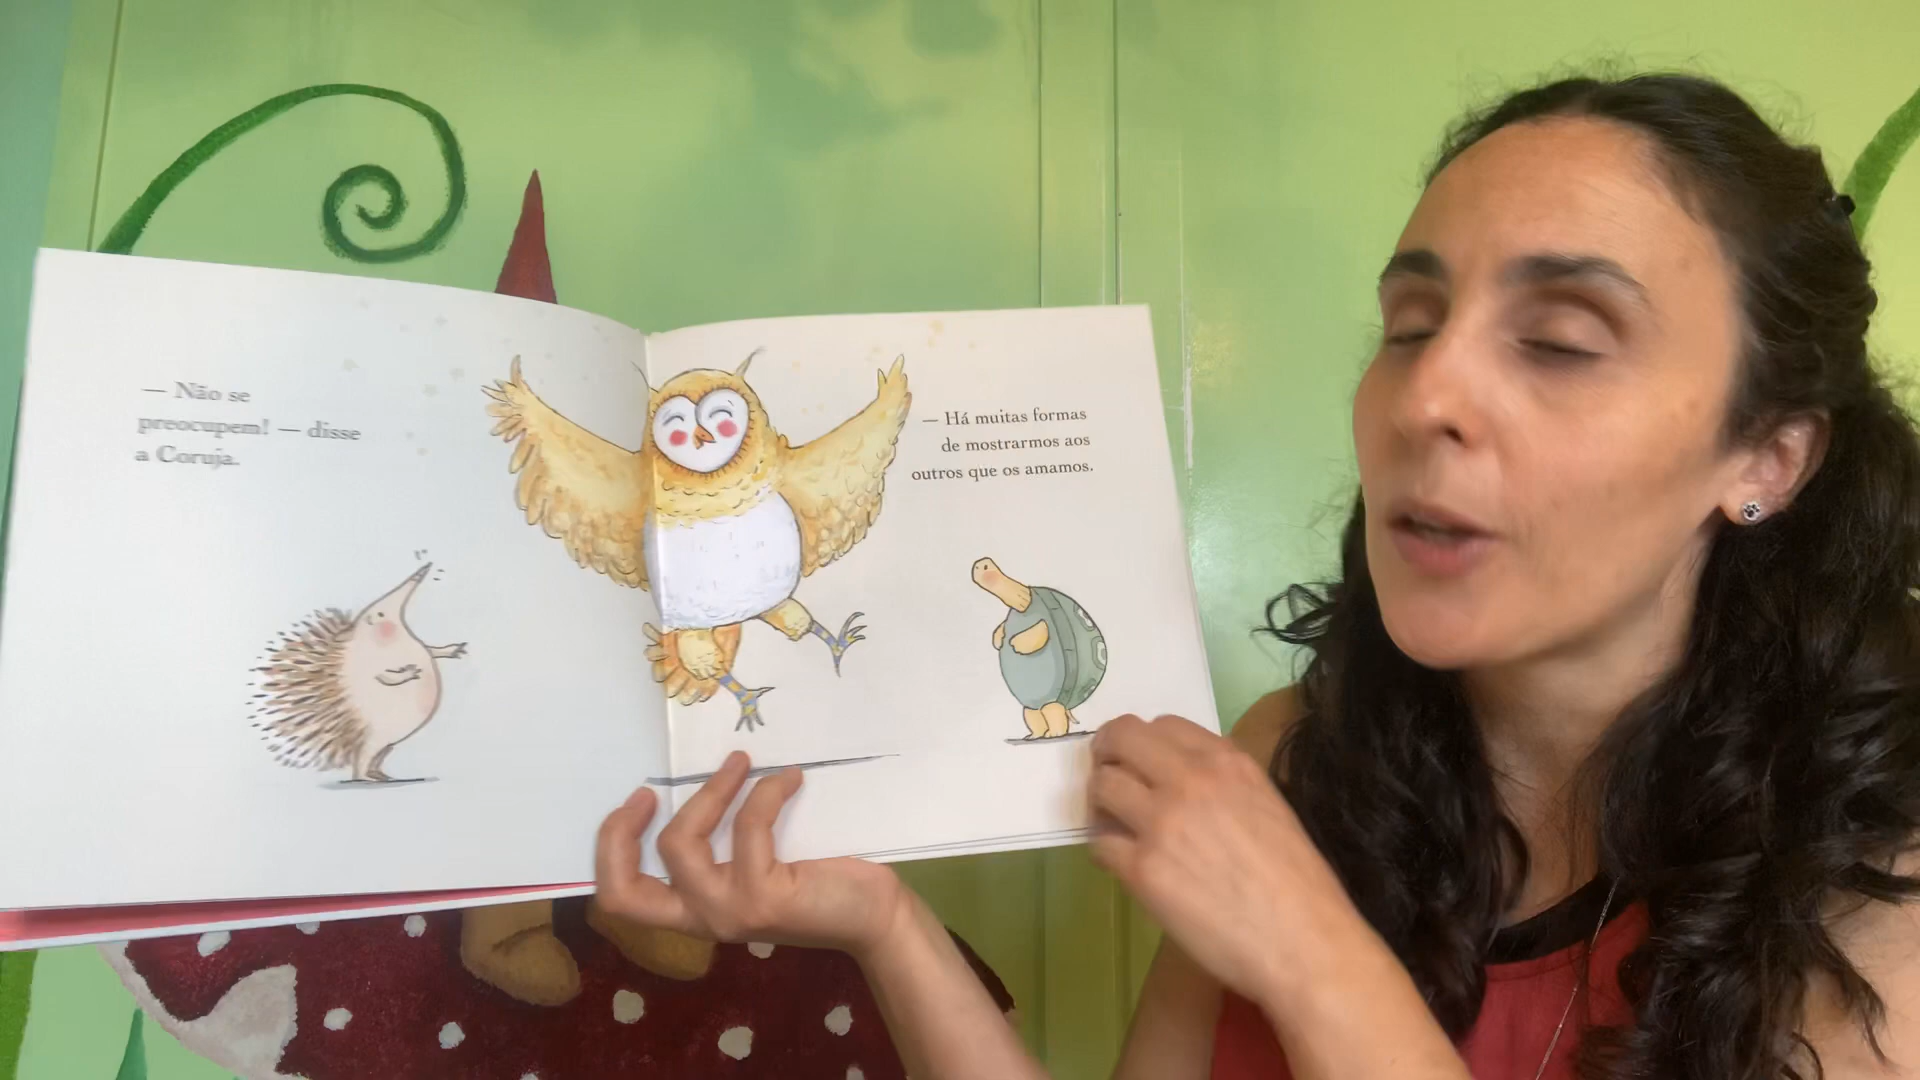 — Não se
preocupem! — disse
a Coruja.
— Há muitas formas
de mostrarmos aos
outros que os amamos.